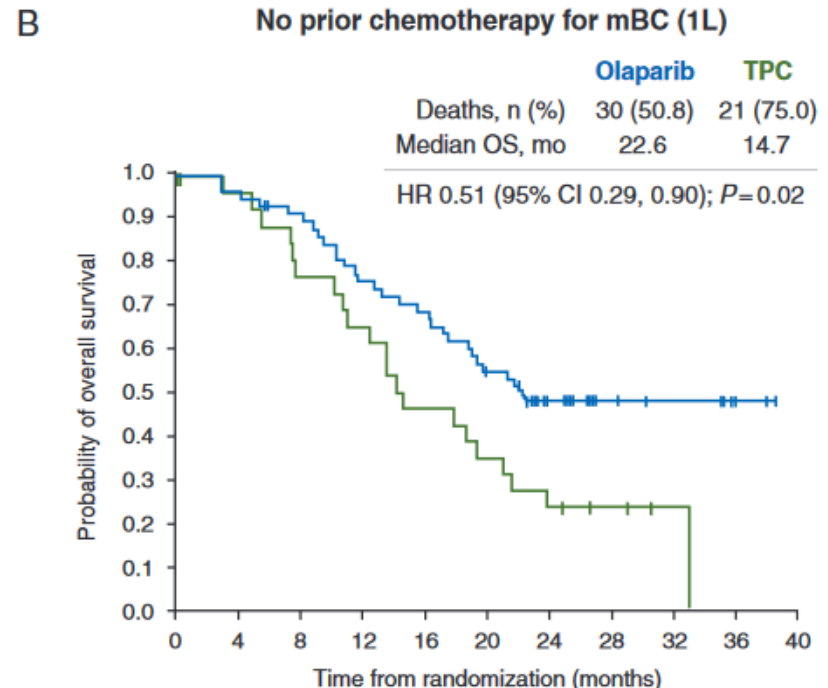 B
No prior chemotherapy for mBC (1L)
Olaparib TPC
Deaths, n (%) 30 (50.8) 21 (75.0)
Median OS, mo 22.6 14.7
HR 0.51 (95% CI 0.29, 0.90); P=0.02
Probability of overall survival
1.0
0.9
0.8
0.7
0.6
0.5
0.4
0.3
0.2
0.1
0.0
0 4 8 12 16 20 24 28 32 36 40
Time from randomization (months)